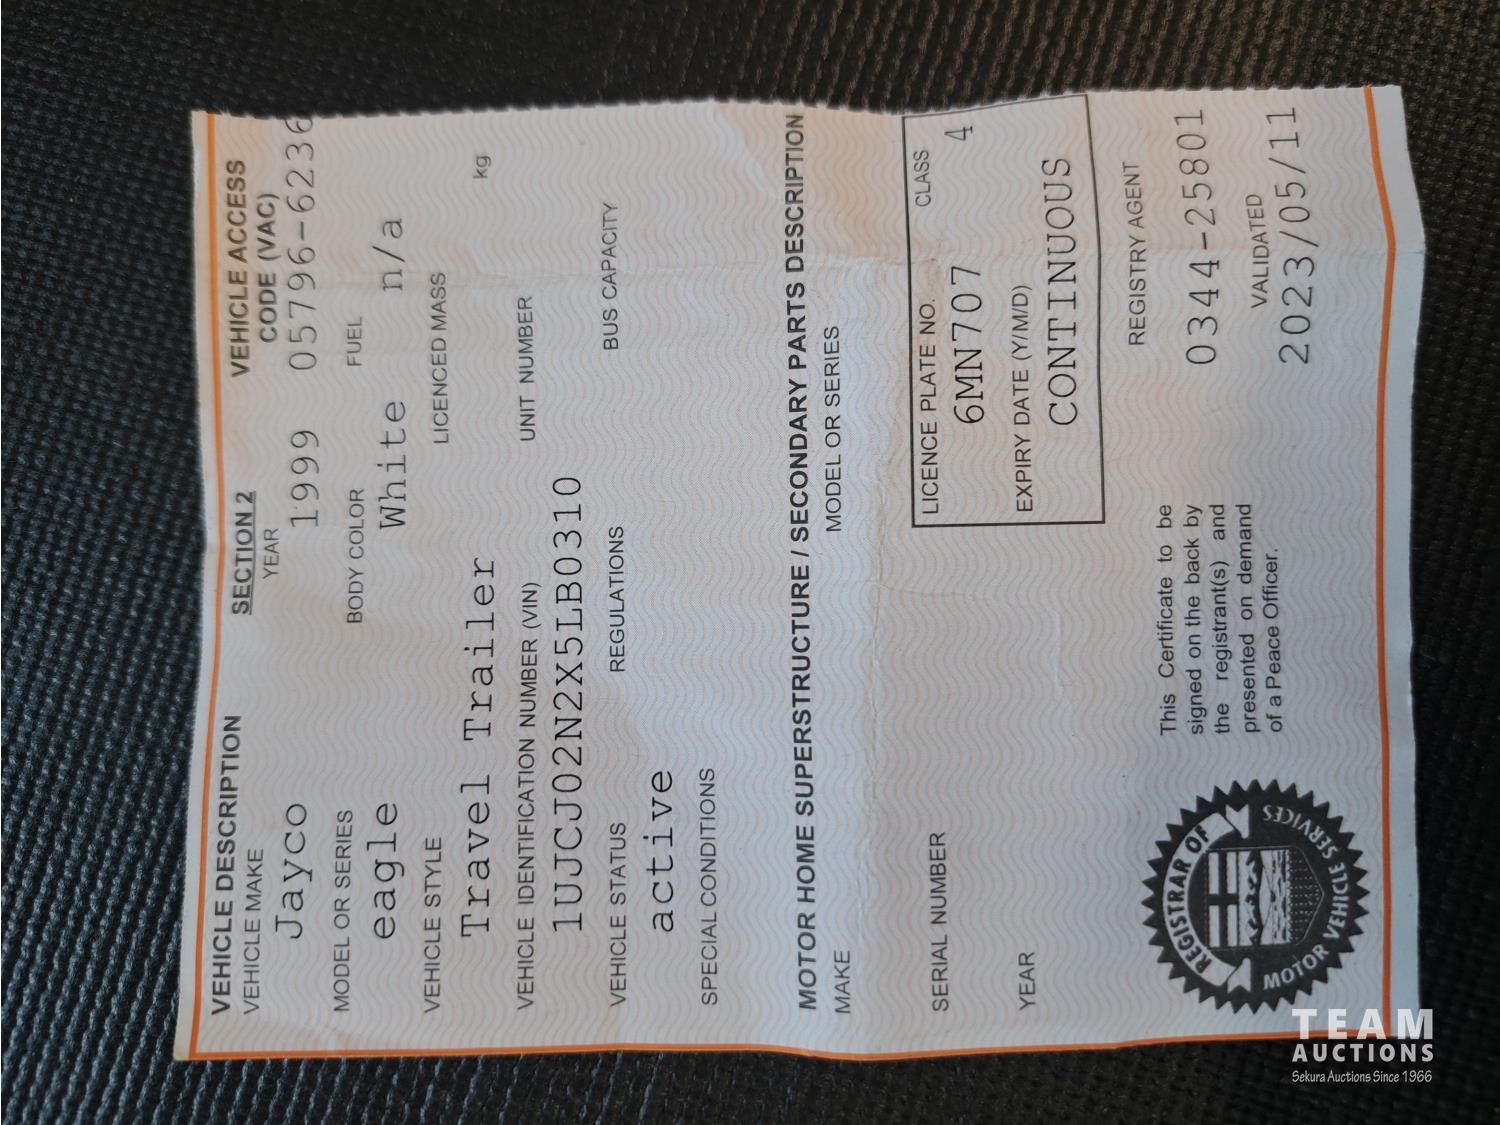 VEHICLE DESCRIPTION SECTION 2 VEHICLE ACCESS
VEHICLE MAKE YEAR CODE (VAC)
Jayco 1999 05796-6236
MODEL OR SERIES BODY COLOR FUEL
eagle White n/a
VEHICLE STYLE LICENCED MASS
Travel Trailer kg
VEHICLE IDENTIFICATION NUMBER (VIN) UNIT NUMBER
1UJCJ02N2X5LB0310
VEHICLE STATUS REGULATIONS BUS CAPACITY
active
SPECIAL CONDITIONS
MOTOR HOME SUPERSTRUCTURE / SECONDARY PARTS DESCRIPTION
MAKE MODEL OR SERIES
SERIAL NUMBER LICENCE PLATE NO. CLASS
6MN707 4
YEAR EXPIRY DATE (Y/M/D)
CONTINUOUS
REGISTRAR OF
MOTOR VEHICLE SERVICES
This Certificate to be
signed on the back by
the registrant(s) and
presented on demand
of a Peace Officer.
REGISTRY AGENT
0344-25801
VALIDATED
2023/05/11
TEAM
AUCTIONS
Sekura Auctions Since 1966